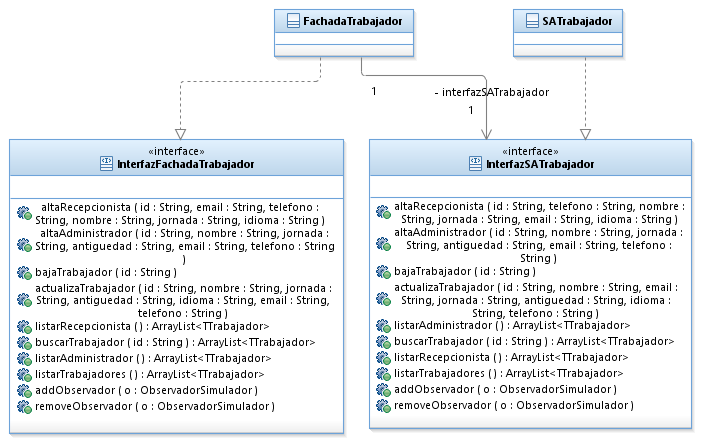 FachadaTrabajador
SATrabajador
1
- interfazSATrabajador
1
«interface»
InterfazFachadaTrabajador
altaRecepcionista ( id : String, email : String, telefono :
String, nombre : String, jornada : String, idioma : String )
altaAdministrador ( id : String, nombre : String, jornada :
String, antiguedad : String, email : String, telefono : String
)
bajaTrabajador ( id : String )
actualizaTrabajador ( id : String, nombre : String, jornada :
String, antiguedad : String, idioma : String, email : String,
telefono : String )
listarRecepcionista ( ) : ArrayList<TTrabajador>
buscarTrabajador ( id : String ) : ArrayList<TTrabajador>
listarAdministrador ( ) : ArrayList<TTrabajador>
listarTrabajadores ( ) : ArrayList<TTrabajador>
addObservador ( o : ObservadorSimulador )
removeObservador ( o : ObservadorSimulador )
«interface»
InterfazSATrabajador
altaRecepcionista ( id : String, telefono : String, nombre :
String, jornada : String, email : String, idioma : String )
altaAdministrador ( id : String, nombre : String, jornada :
String, antiguedad : String, email : String, telefono :
String )
bajaTrabajador ( id : String )
actualizaTrabajador ( id : String, nombre : String, email :
String, jornada : String, antiguedad : String, idioma :
String, telefono : String )
listarAdministrador ( ) : ArrayList<TTrabajador>
buscarTrabajador ( id : String ) : ArrayList<TTrabajador>
listarRecepcionista ( ) : ArrayList<TTrabajador>
listarTrabajadores ( ) : ArrayList<TTrabajador>
addObservador ( o : ObservadorSimulador )
removeObservador ( o : ObservadorSimulador )